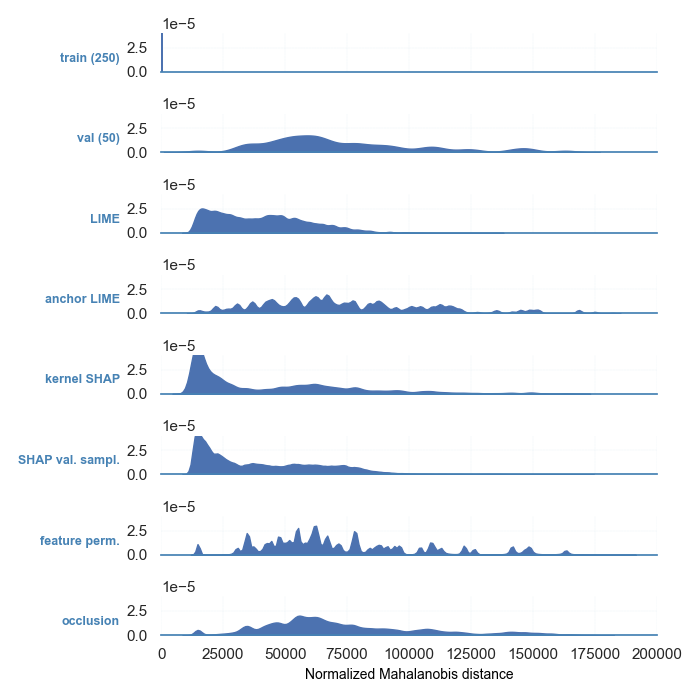 1e−5
train (250)
2.5
0.0
1e−5
val (50)
2.5
0.0
1e−5
LIME
2.5
0.0
1e−5
anchor LIME
2.5
0.0
1e−5
kernel SHAP
2.5
0.0
1e−5
SHAP val. sampl.
2.5
0.0
1e−5
feature perm.
2.5
0.0
1e−5
occlusion
2.5
0.0
0 25000 50000 75000 100000 125000 150000 175000 200000
Normalized Mahalanobis distance